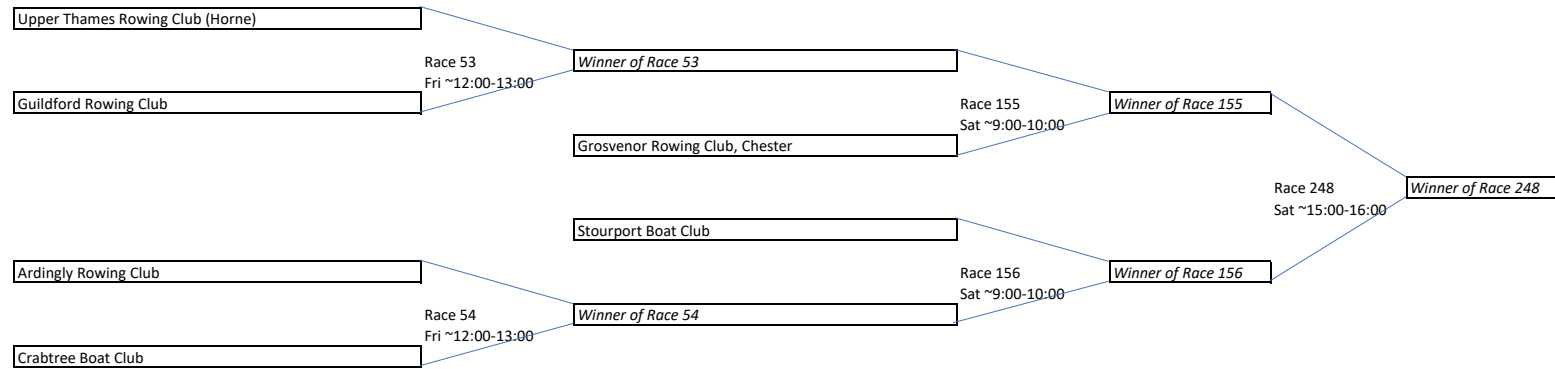 Upper Thames Rowing Club (Horne)
Race 53
Winner of Race 53
Fri ~12:00-13:00
Guildford Rowing Club
Race 155
Winner of Race 155
Sat ~9:00-10:00
Grosvenor Rowing Club, Chester
Race 248
Winner of Race 248
Sat ~15:00-16:00
Stourport Boat Club
Ardingly Rowing Club
Race 156
Winner of Race 156
Sat ~9:00-10:00
Race 54
Winner of Race 54
Fri ~12:00-13:00
Crabtree Boat Club